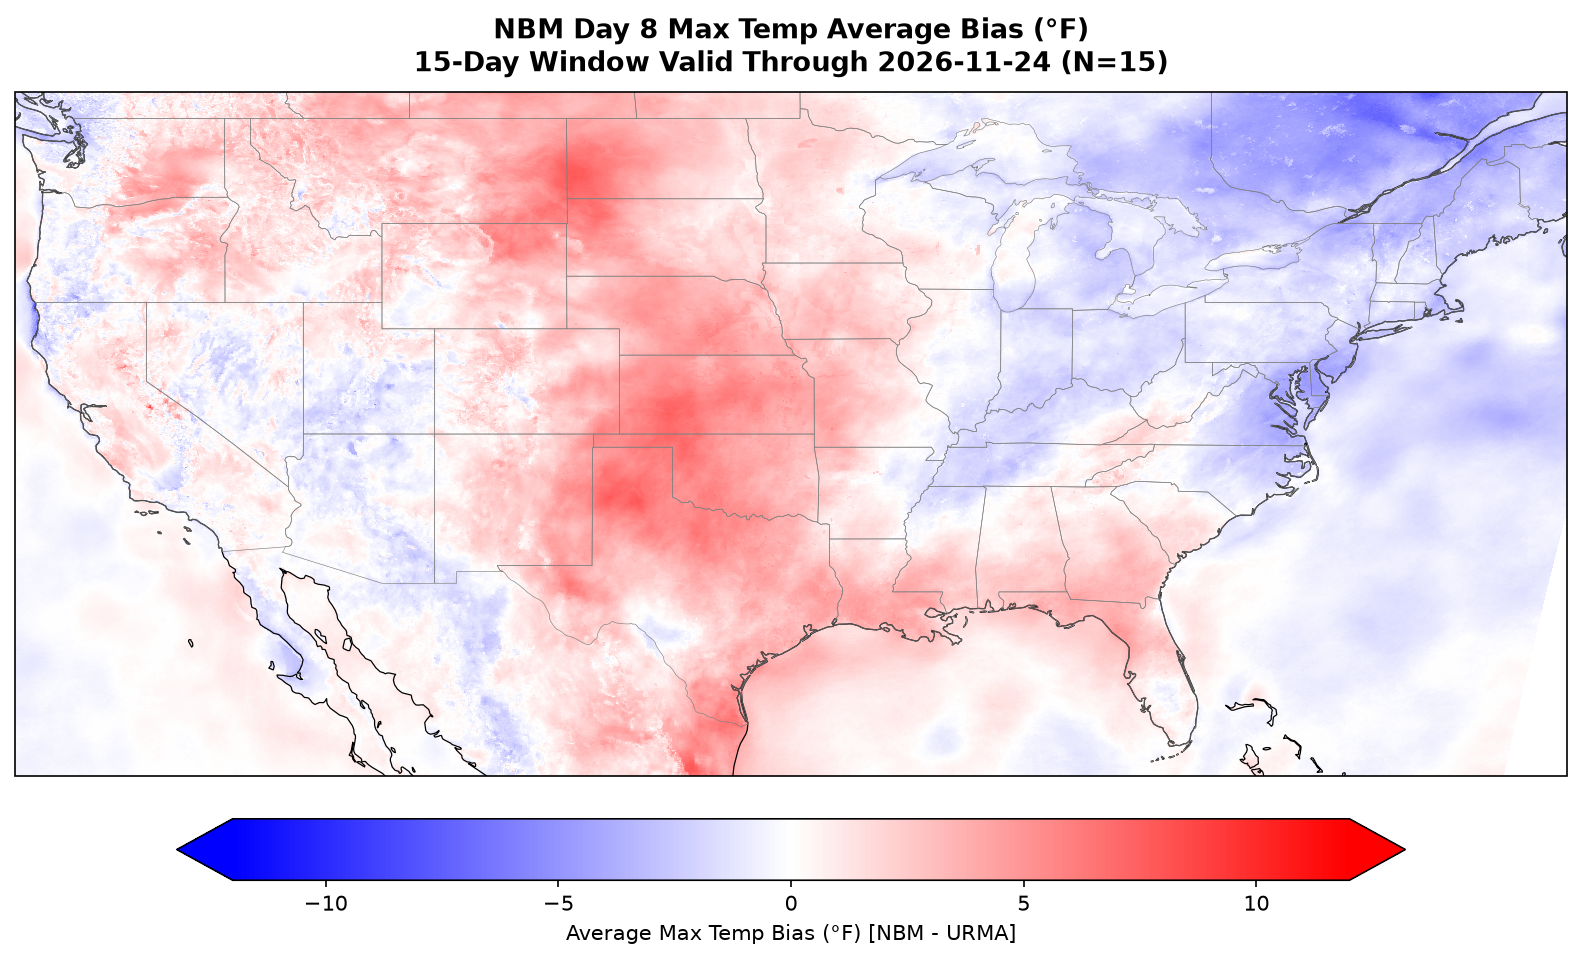 NBM Day 8 Max Temp Average Bias (°F)
15-Day Window Valid Through 2026-11-24 (N=15)
−10 −5 0 5 10
Average Max Temp Bias (°F) [NBM - URMA]